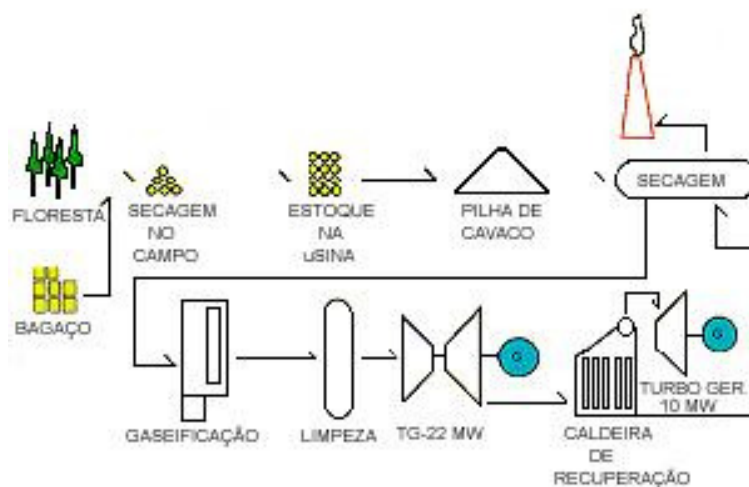 SECAGEM
FLORESTA
SECAGEM
NO
CAMPO
ESTOQUE
NA
uSINA
PILHA DE
CAVACO
BAGAÇO
GASEIFICAÇÃO
LIMPEZA
G
TG-22 MW
CALDEIRA
DE
RECUPERAÇÃO
G
TURBO GER.
10 MW